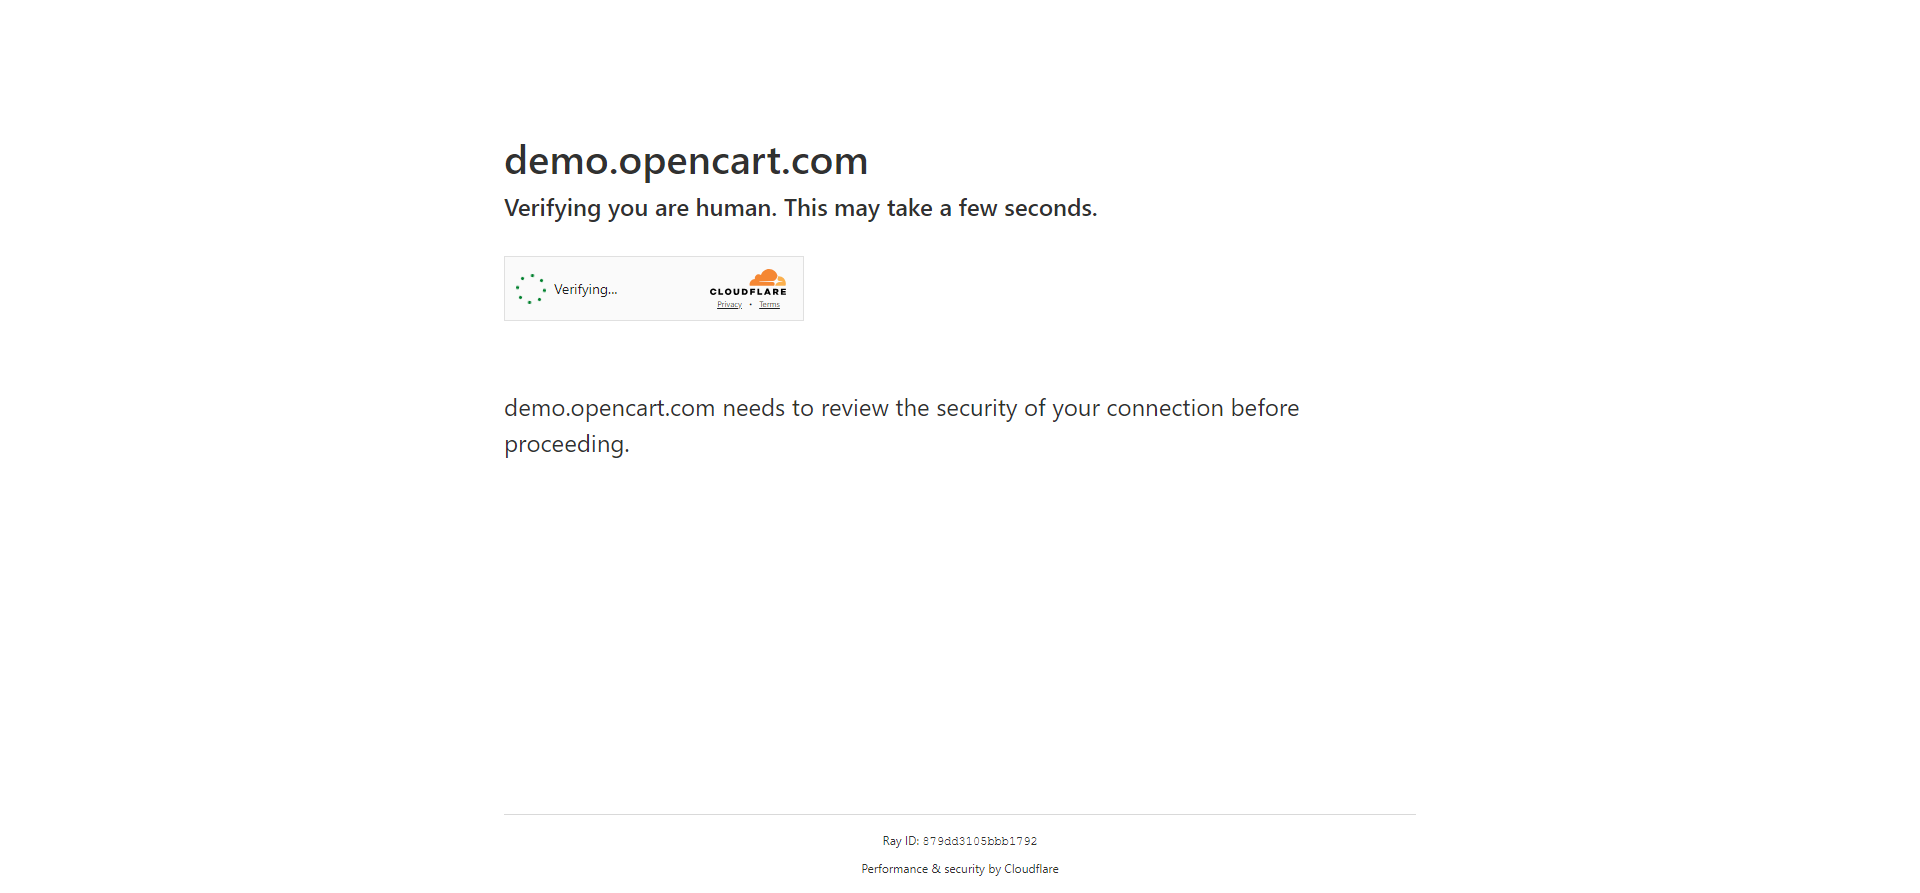 demo.opencart.com
Verifying you are human. This may take a few seconds.
Verifying...
CLOUDFLARE
Privacy • Terms
demo.opencart.com needs to review the security of your connection before
proceeding.
Ray ID: 879dd3105bbb1792
Performance & security by Cloudflare